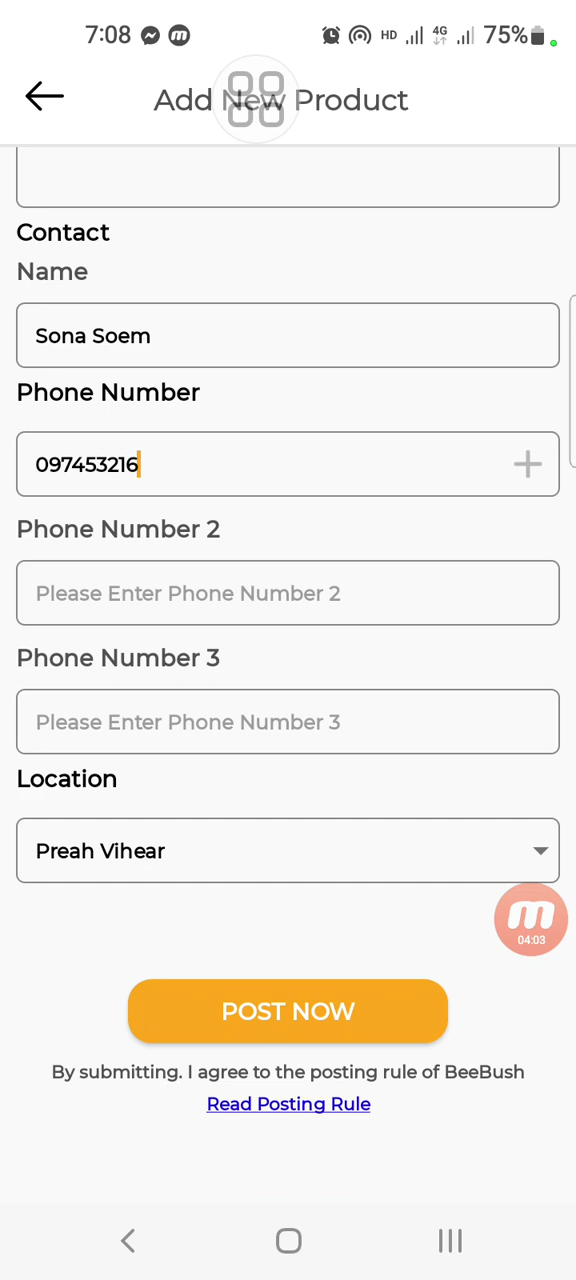 7:08 HD 4G 75%
Add New Product
Contact
Name
Sona Soem
Phone Number
097453216
Phone Number 2
Please Enter Phone Number 2
Phone Number 3
Please Enter Phone Number 3
Location
Preah Vihear
m
04:03
POST NOW
By submitting. I agree to the posting rule of BeeBush
Read Posting Rule